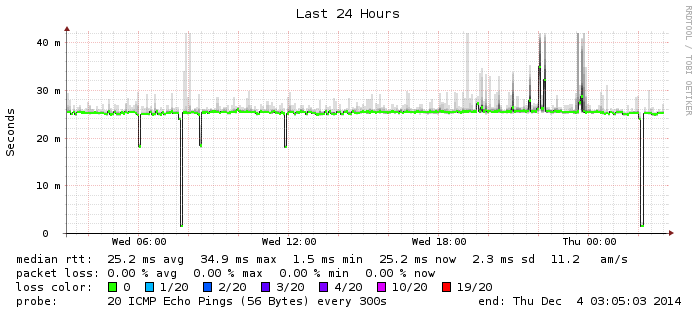 Last 24 Hours
RRDTOOL / TOBI OETIKER
Seconds
40 m
30 m
20 m
10 m
0
Wed 06:00 Wed 12:00 Wed 18:00 Thu 00:00
median rtt: 25.2 ms avg 34.9 ms max 1.5 ms min 25.2 ms now 2.3 ms sd 11.2 am/s
packet loss: 0.00 % avg 0.00 % max 0.00 % min 0.00 % now
loss color: 0 1/20 2/20 3/20 4/20 10/20 19/20
probe: 20 ICMP Echo Pings (56 Bytes) every 300s end: Thu Dec 4 03:05:03 2014